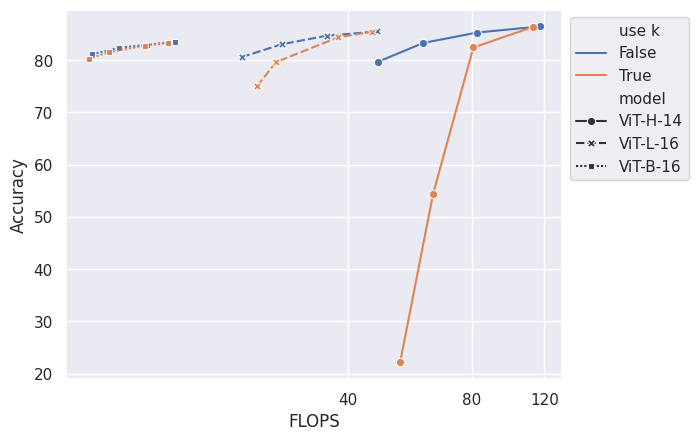 80
70
60
50
40
30
20
Accuracy
40
80
120
FLOPS
use k
False
True
model
ViT-H-14
ViT-L-16
ViT-B-16